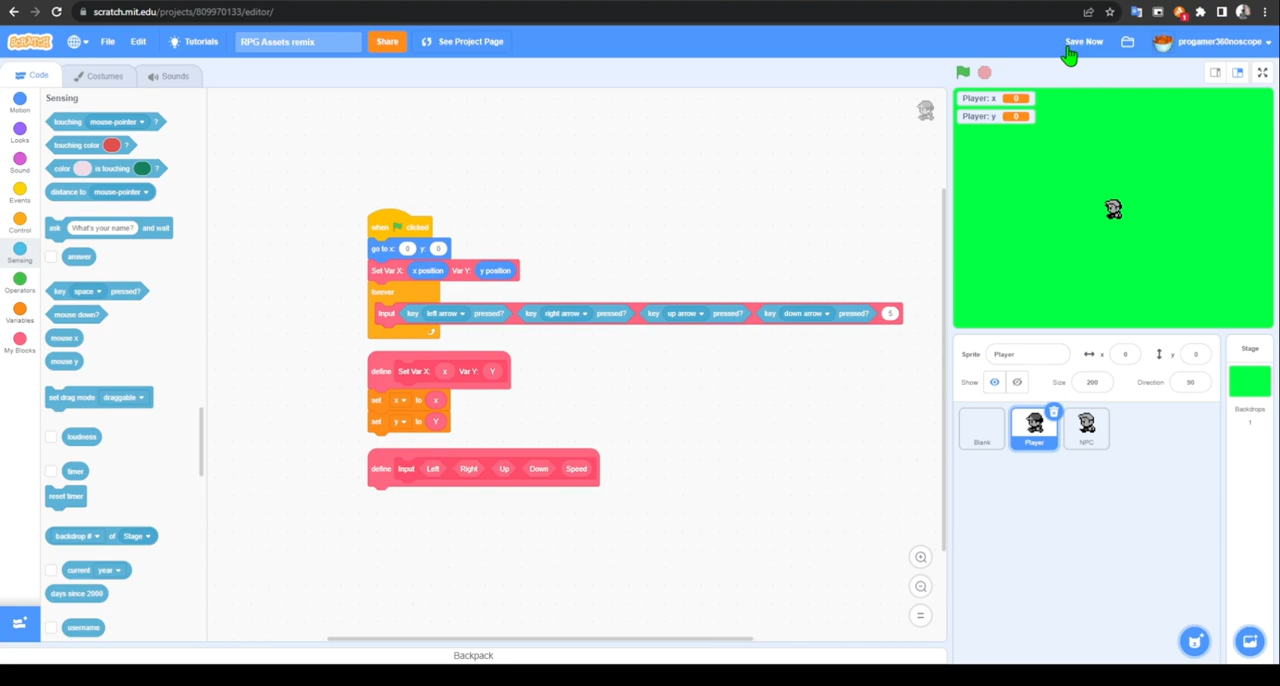 scratch.mit.edu/projects/809970133/editor/
SCRATCH File Edit Tutorials RPG Assets remix Share See Project Page Save Now progamer360noscope
Code Costumes Sounds
Motion
Looks
Sound
Events
Control
Sensing
Operators
Variables
My Blocks
Sensing
touching mouse-pointer ?
touching color ?
color is touching ?
distance to mouse-pointer
ask What's your name? and wait
answer
key space pressed?
mouse down?
mouse x
mouse y
set drag mode draggable
loudness
timer
reset timer
backdrop # of Stage
current year
days since 2000
username
when clicked
go to x: 0 y: 0
Set Var X: x position Var Y: y position
forever
Input key left arrow pressed? key right arrow pressed? key up arrow pressed? key down arrow pressed? 5
define Set Var X: x Var Y: Y
set x to x
set y to Y
define Input Left Right Up Down Speed
Backpack
Player: x 0
Player: y 0
Sprite Player x 0 y 0
Show Size 200 Direction 90
Blank
Player
NPC
Stage
Backdrops
1